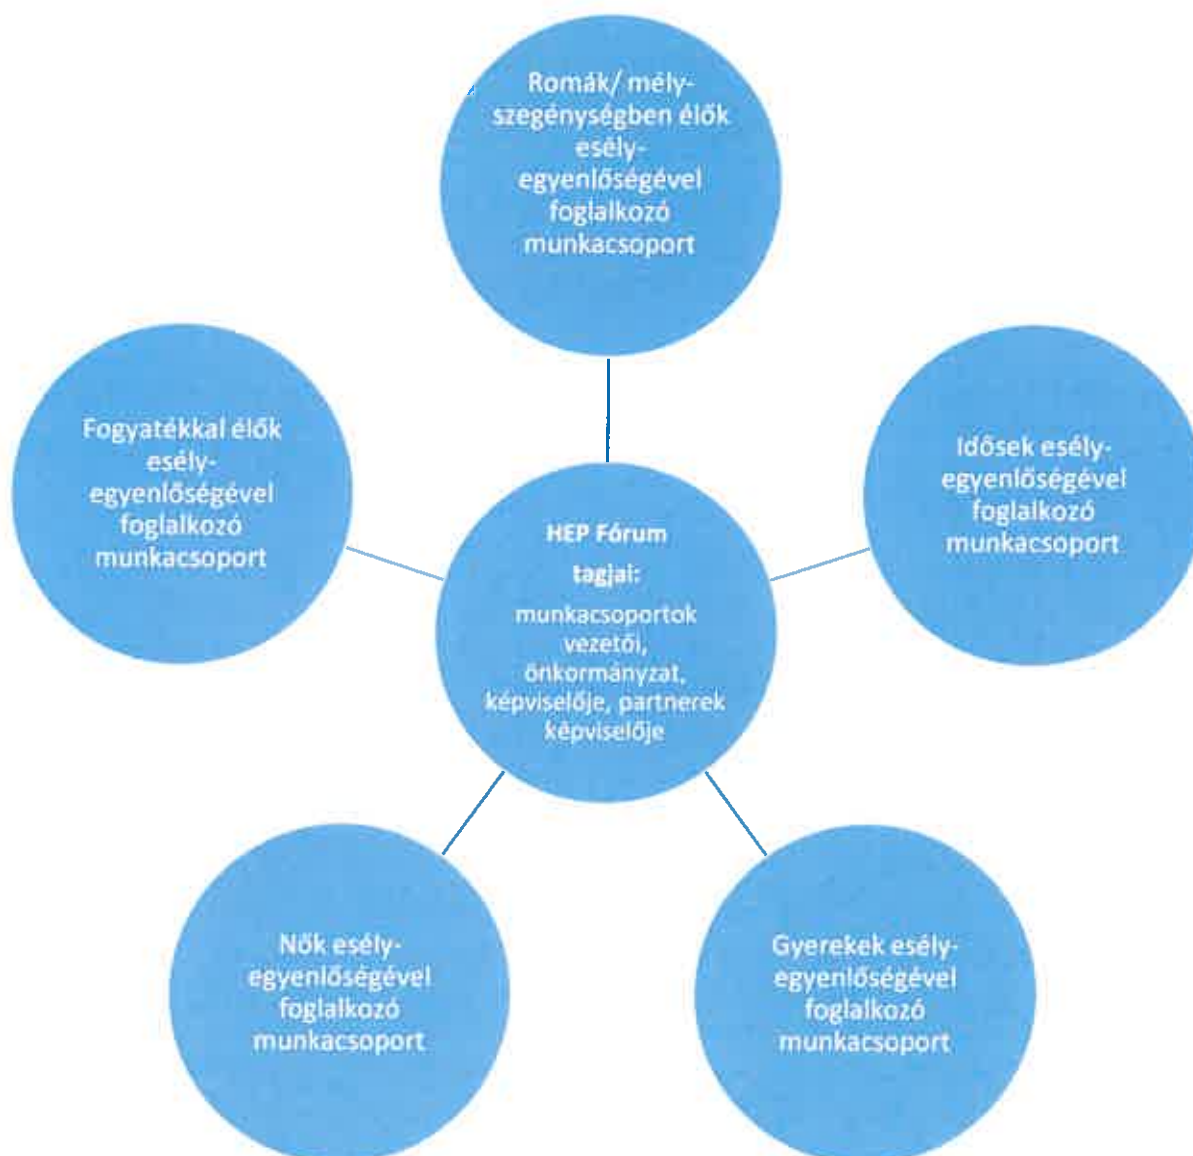 Romák/ mély-
szegénységben élők
esély-
egyenlőségével
foglalkozó
munkacsoport
Fogyatékkal élők
esély-
egyenlőségével
foglalkozó
munkacsoport
Idősek esély-
egyenlőségével
foglalkozó
munkacsoport
HEP Fórum
tagjai:
munkacsoportok
vezetői,
önkormányzat,
képviselője, partnerek
képviselője
Nők esély-
egyenlőségével
foglalkozó
munkacsoport
Gyerekek esély-
egyenlőségével
foglalkozó
munkacsoport